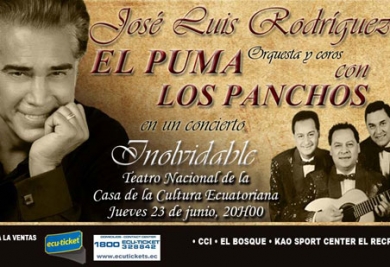 José Luis Rodríguez
EL PUMA Orquesta y coros con
LOS PANCHOS
en un concierto
Inolvidable
Teatro Nacional de la
Casa de la Cultura Ecuatoriana
Jueves 23 de junio, 20H00
A LA VENTAS
ecuticket
1800 ECU-TICKET
328842
www.ecutickets.ec
• CCI • EL BOSQUE • KAO SPORT CENTER EL RECR